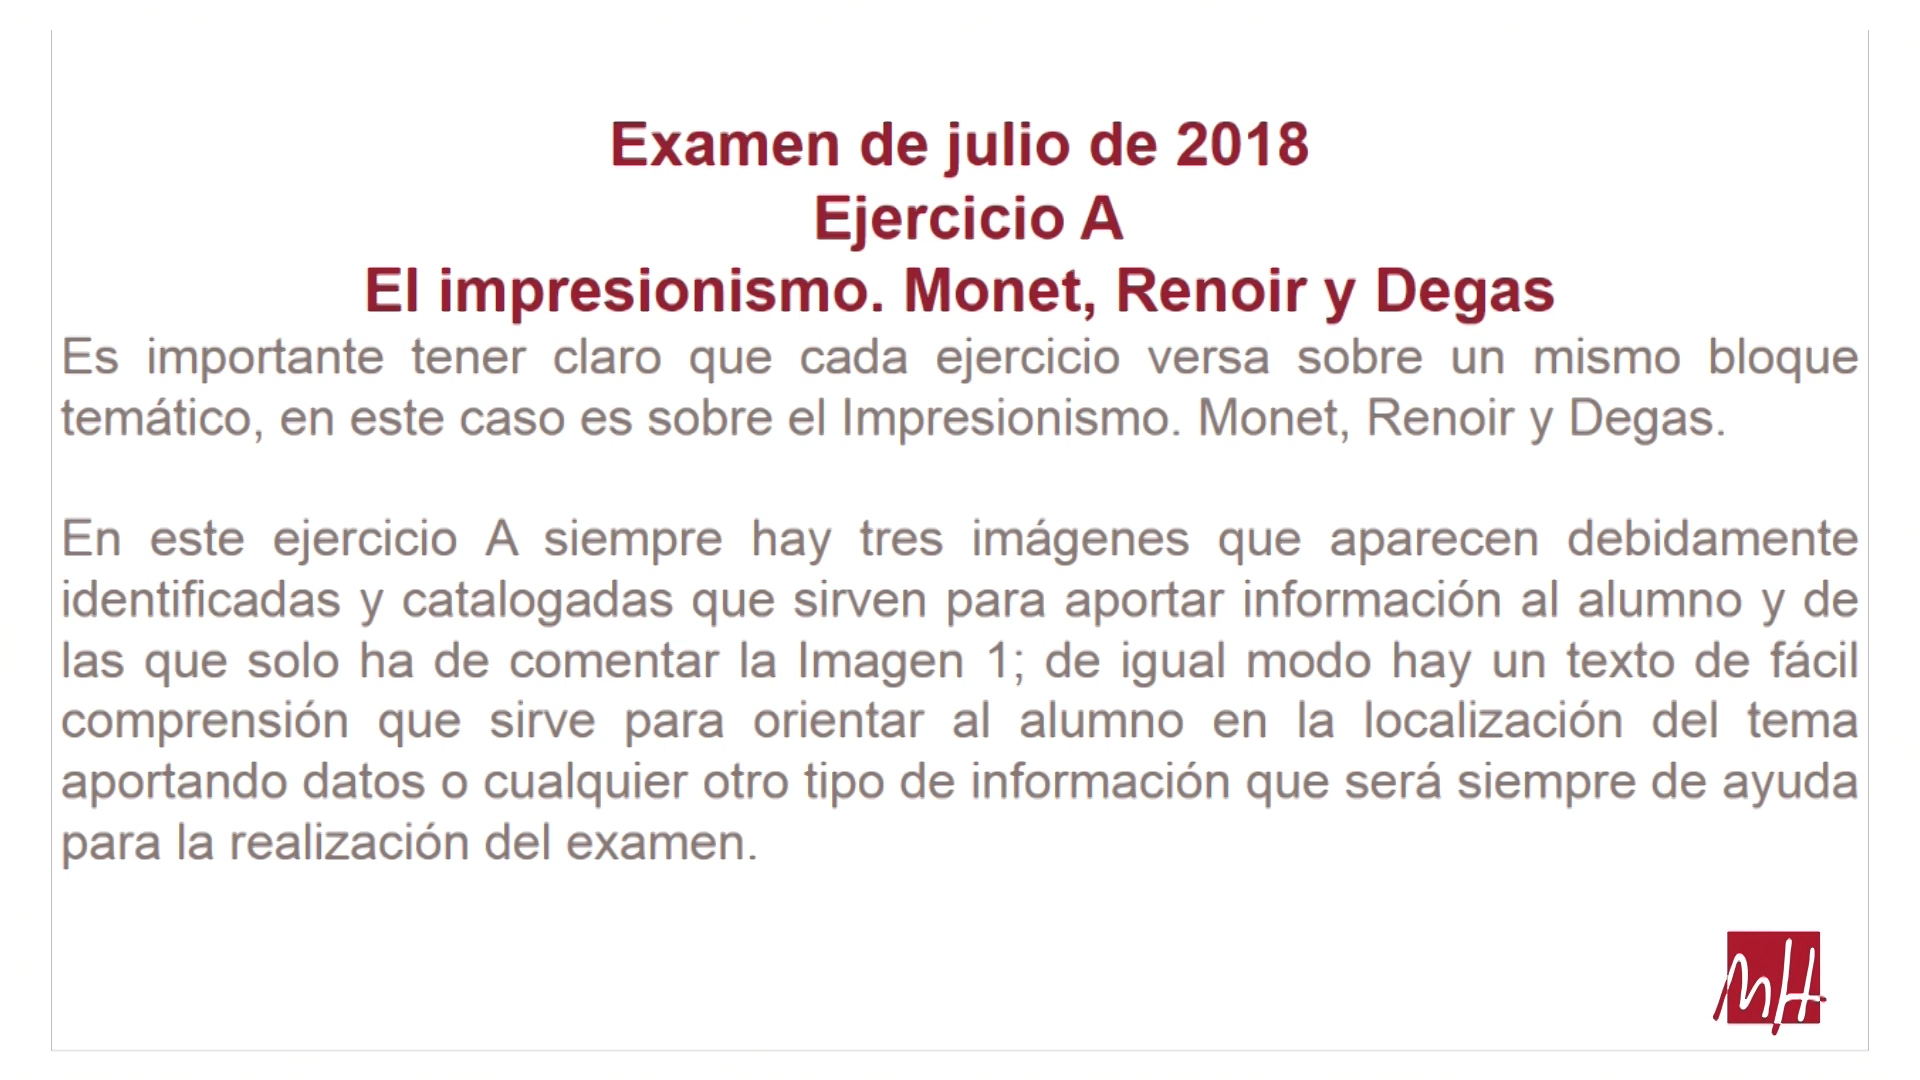 Examen de julio de 2018
Ejercicio A
El impresionismo. Monet, Renoir y Degas
Es importante tener claro que cada ejercicio versa sobre un mismo bloque
temático, en este caso es sobre el Impresionismo. Monet, Renoir y Degas.
En este ejercicio A siempre hay tres imágenes que aparecen debidamente
identificadas y catalogadas que sirven para aportar información al alumno y de
las que solo ha de comentar la Imagen 1; de igual modo hay un texto de fácil
comprensión que sirve para orientar al alumno en la localización del tema
aportando datos o cualquier otro tipo de información que será siempre de ayuda
para la realización del examen.
MH